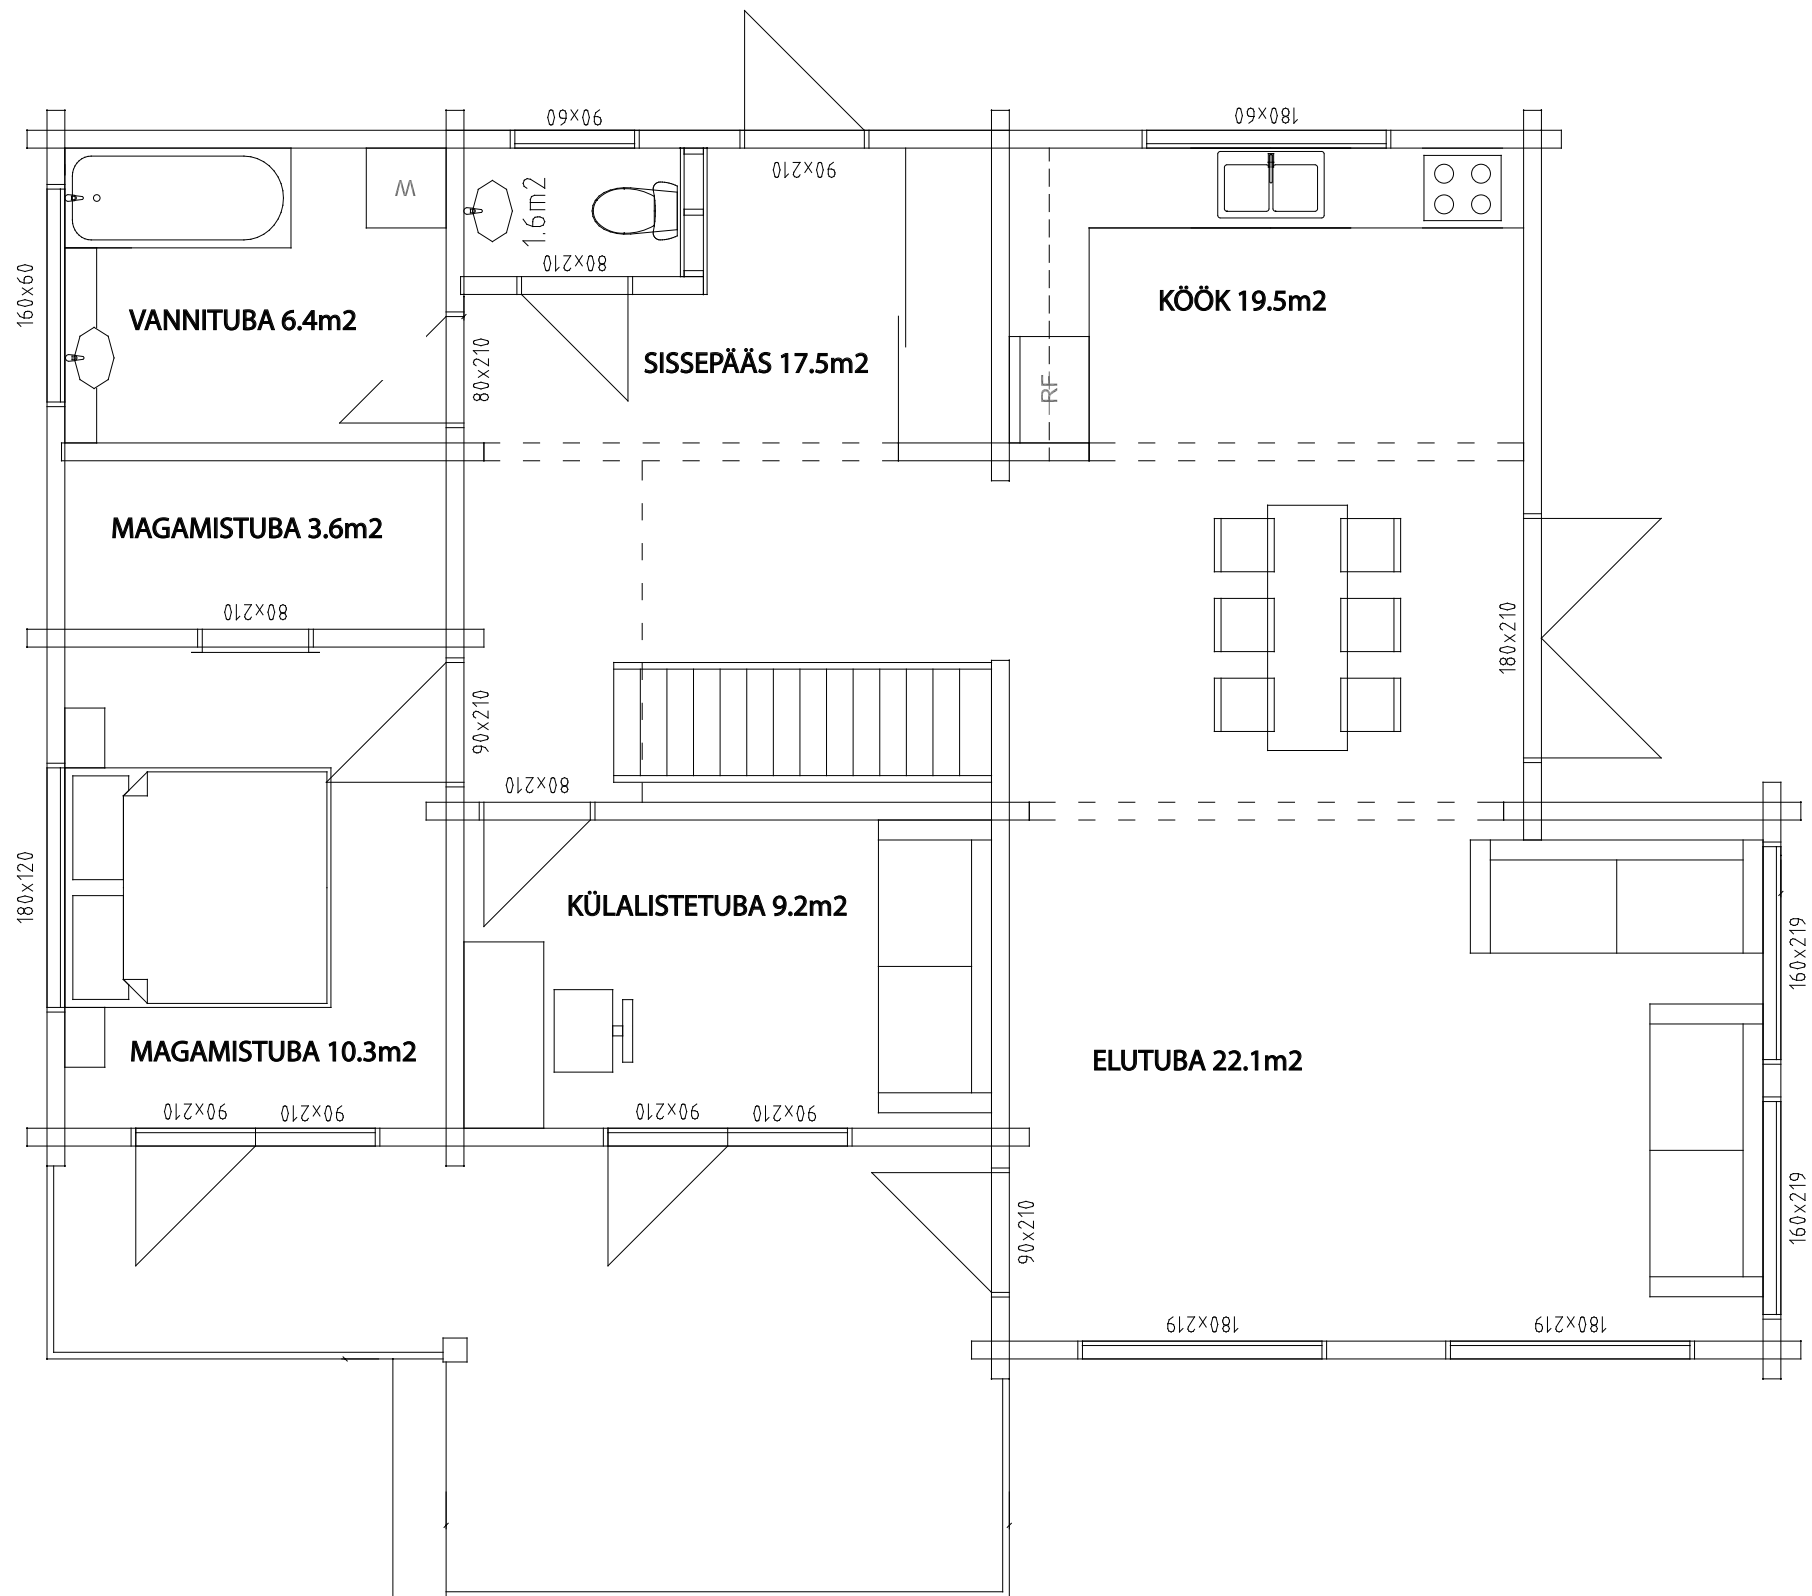 90x60
180x60
90x210
W
1.6m2
80x210
160x60
VANNITUBA 6.4m2
KÖÖK 19.5m2
80x210
SISSEPÄÄS 17.5m2
RF
MAGAMISTUBA 3.6m2
80x210
180x210
90x210
80x210
180x120
KÜLALISTETUBA 9.2m2
160x219
MAGAMISTUBA 10.3m2
ELUTUBA 22.1m2
90x210
90x210
90x210
90x210
160x219
90x210
180x219
180x219